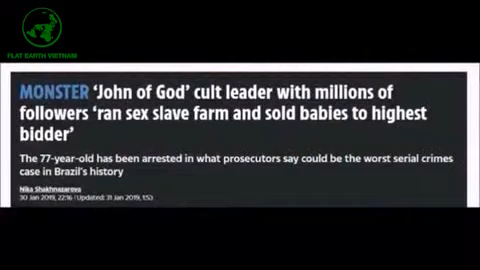 FLAT EARTH VIETNAM
MONSTER 'John of God' cult leader with millions of
followers 'ran sex slave farm and sold babies to highest
bidder'
The 77-year-old has been arrested in what prosecutors say could be the worst serial crimes
case in Brazil's history
Nika Shakhnazarova
30 Jan 2019, 22:16 | Updated: 31 Jan 2019, 1:53